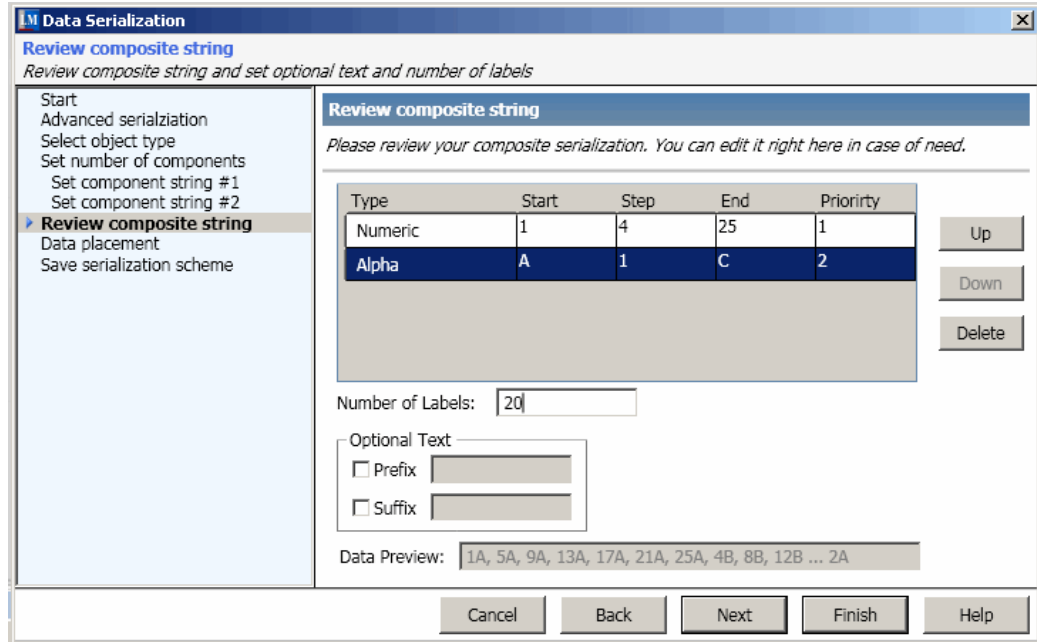 LM Data Serialization
Review composite string
Review composite string and set optional text and number of labels
Start
Advanced serialziation
Select object type
Set number of components
Set component string #1
Set component string #2
Review composite string
Data placement
Save serialization scheme
Review composite string
Please review your composite serialization. You can edit it right here in case of need.
Type Start Step End Priorirty
Numeric 1 4 25 1
Alpha A 1 C 2
Up
Down
Delete
Number of Labels: 20
Optional Text
Prefix
Suffix
Data Preview: 1A, 5A, 9A, 13A, 17A, 21A, 25A, 4B, 8B, 12B ... 2A
Cancel Back Next Finish Help